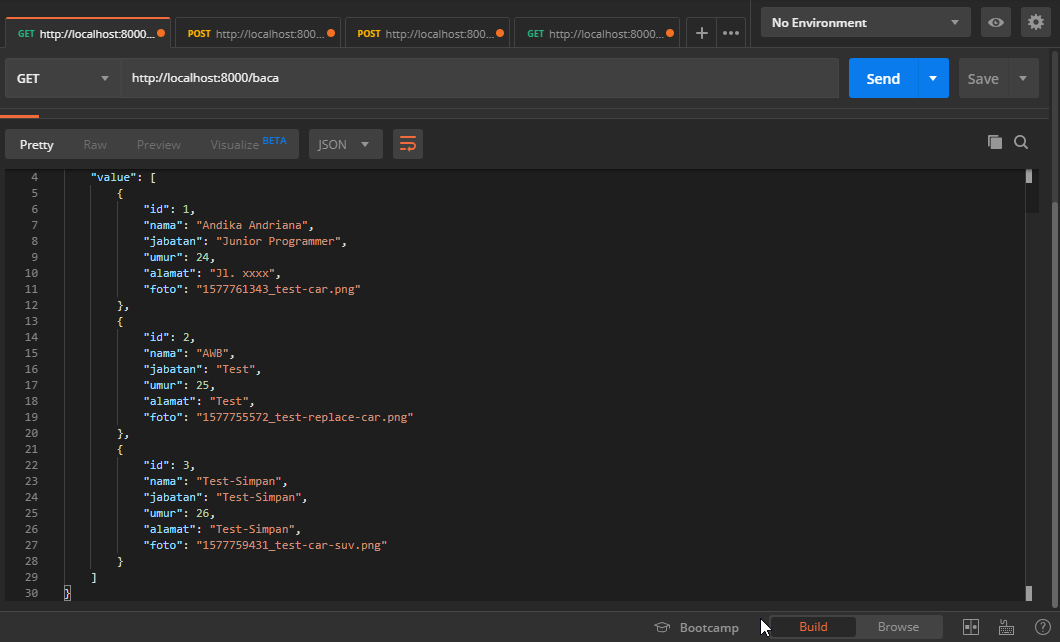 GET http://localhost:8000... POST http://localhost:800... POST http://localhost:800... GET http://localhost:8000... + ••• No Environment
GET http://localhost:8000/baca Send Save
Pretty Raw Preview Visualize BETA JSON
4 "value": [
5 {
6 "id": 1,
7 "nama": "Andika Andriana",
8 "jabatan": "Junior Programmer",
9 "umur": 24,
10 "alamat": "Jl. xxxx",
11 "foto": "1577761343_test-car.png"
12 },
13 {
14 "id": 2,
15 "nama": "AWB",
16 "jabatan": "Test",
17 "umur": 25,
18 "alamat": "Test",
19 "foto": "1577755572_test-replace-car.png"
20 },
21 {
22 "id": 3,
23 "nama": "Test-Simpan",
24 "jabatan": "Test-Simpan",
25 "umur": 26,
26 "alamat": "Test-Simpan",
27 "foto": "1577759431_test-car-suv.png"
28 }
29 ]
30 }
Bootcamp Build Browse ?